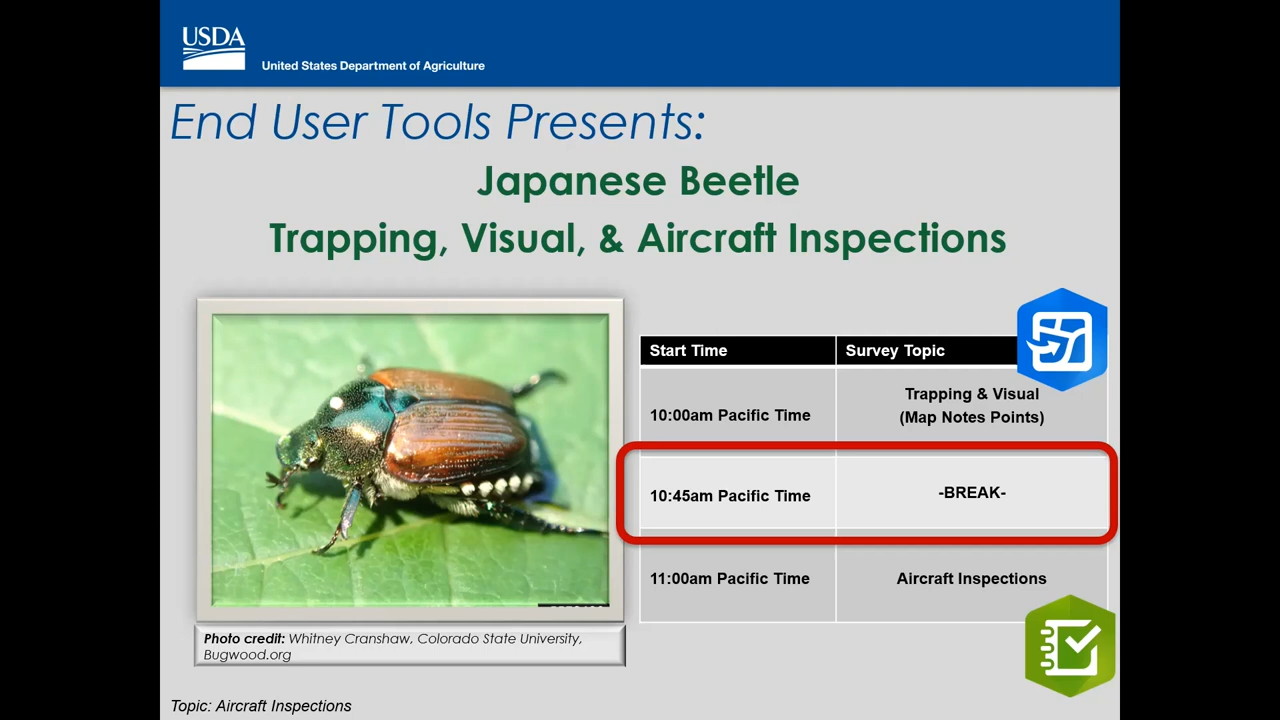 USDA
United States Department of Agriculture
End User Tools Presents:
Japanese Beetle
Trapping, Visual, & Aircraft Inspections
Start Time Survey Topic
10:00am Pacific Time Trapping & Visual
(Map Notes Points)
10:45am Pacific Time -BREAK-
11:00am Pacific Time Aircraft Inspections
Photo credit: Whitney Cranshaw, Colorado State University,
Bugwood.org
Topic: Aircraft Inspections